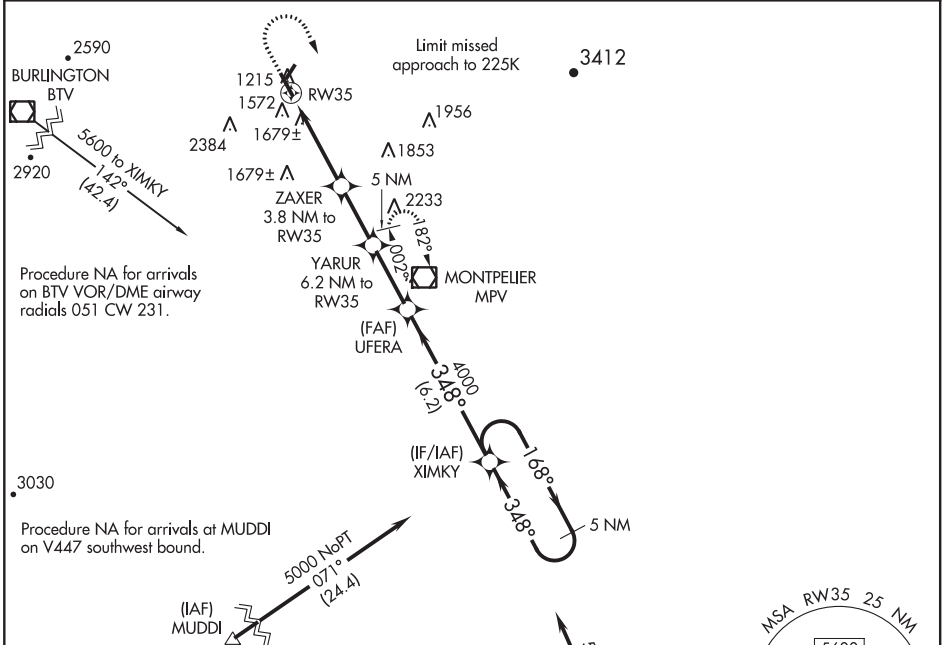 2590
BURLINGTON
BTV
2920
5600 to XIMKY
142°
(42.4)
Procedure NA for arrivals
on BTV VOR/DME airway
radials 051 CW 231.
Limit missed
approach to 225K
3412
1215
RW35
1572
1679±
2384
1956
1853
1679±
5 NM
2233
ZAXER
3.8 NM to
RW35
002°
182°
YARUR
6.2 NM to
RW35
MONTPELIER
MPV
(FAF)
UFERA
4000
348°
(6.2)
(IF/IAF)
XIMKY
168°
348°
5 NM
3030
Procedure NA for arrivals at MUDDI
on V447 southwest bound.
5000 NoPT
071°
(24.4)
(IAF)
MUDDI
MSA RW35 25 NM